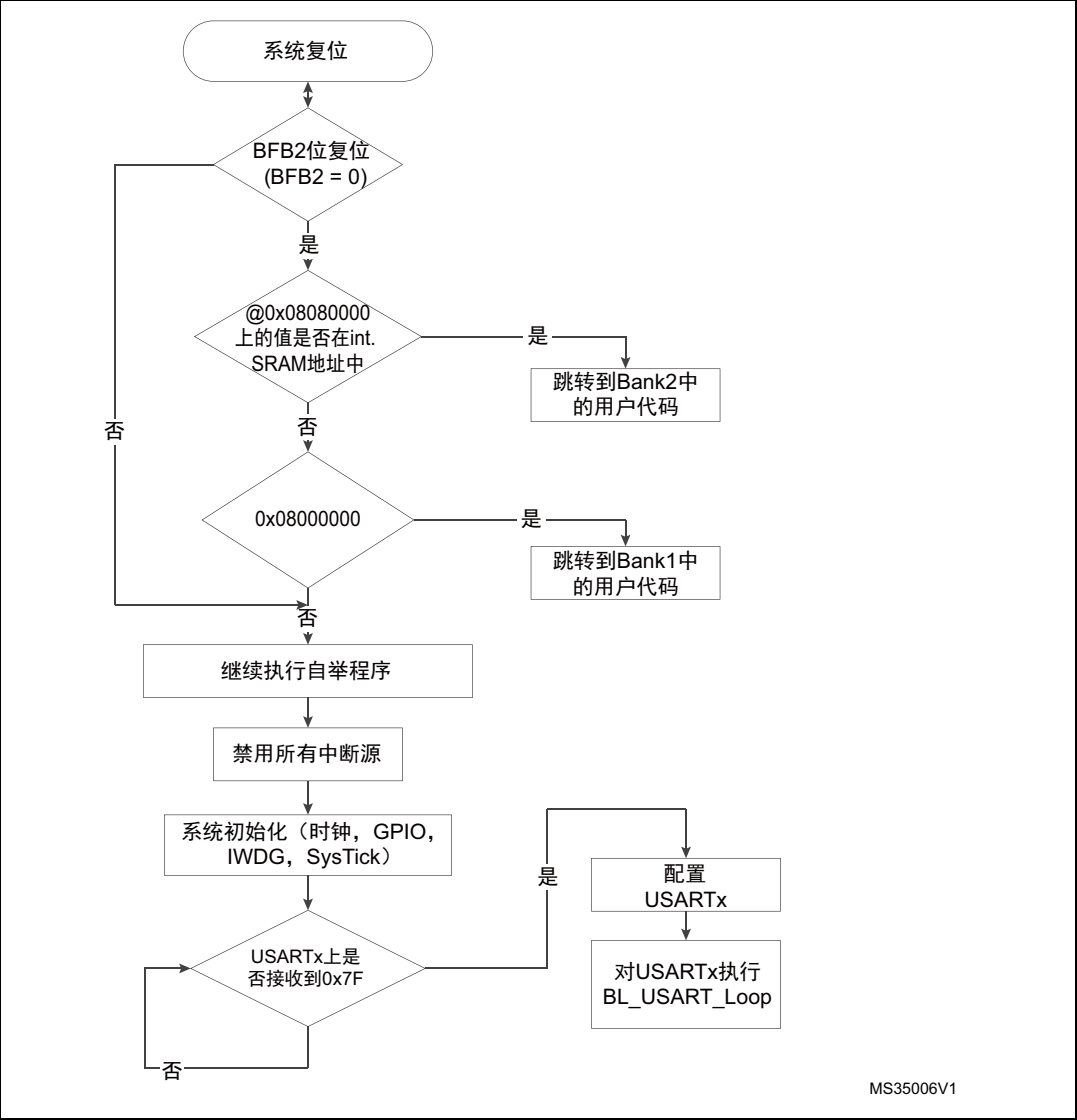 系统复位
BFB2位复位
(BFB2 = 0)
是
@0x08080000
上的值是否在int.
SRAM地址中
是
跳转到Bank2中
的用户代码
否
否
0x08000000
是
跳转到Bank1中
的用户代码
否
继续执行自举程序
禁用所有中断源
系统初始化（时钟，GPIO，
IWDG，SysTick）
是
配置
USARTx
USARTx上是
否接收到0x7F
对USARTx执行
BL_USART_Loop
否
MS35006V1